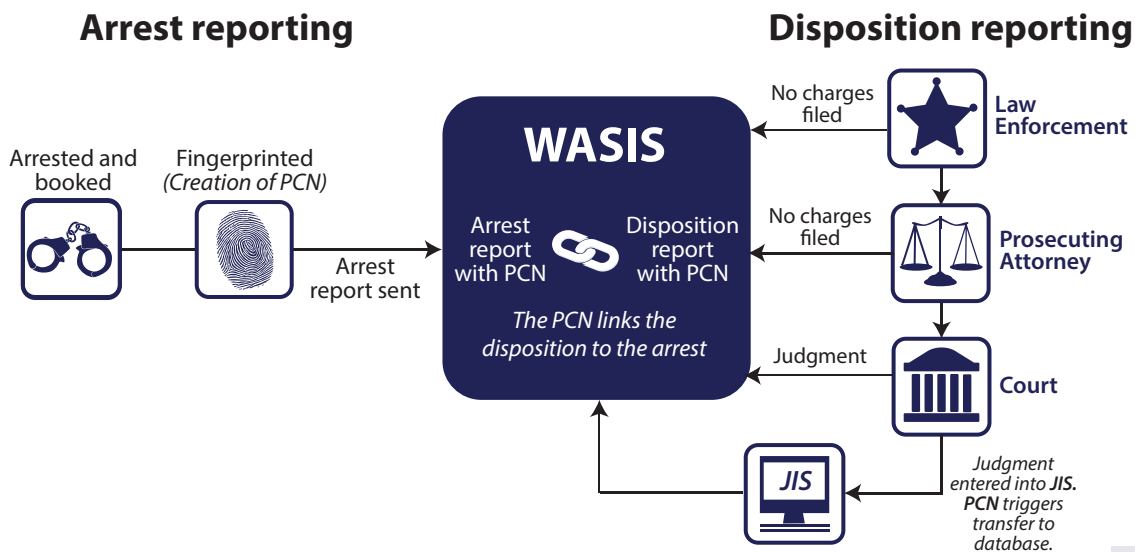 Arrest reporting
Disposition reporting
Arrested and
booked
Fingerprinted
(Creation of PCN)
Arrest
report sent
WASIS
Arrest
report
with PCN
Disposition
report
with PCN
The PCN links the
disposition to the arrest
No charges
filed
Law
Enforcement
No charges
filed
Prosecuting
Attorney
Judgment
Court
JIS
Judgment
entered into JIS.
PCN triggers
transfer to
database.